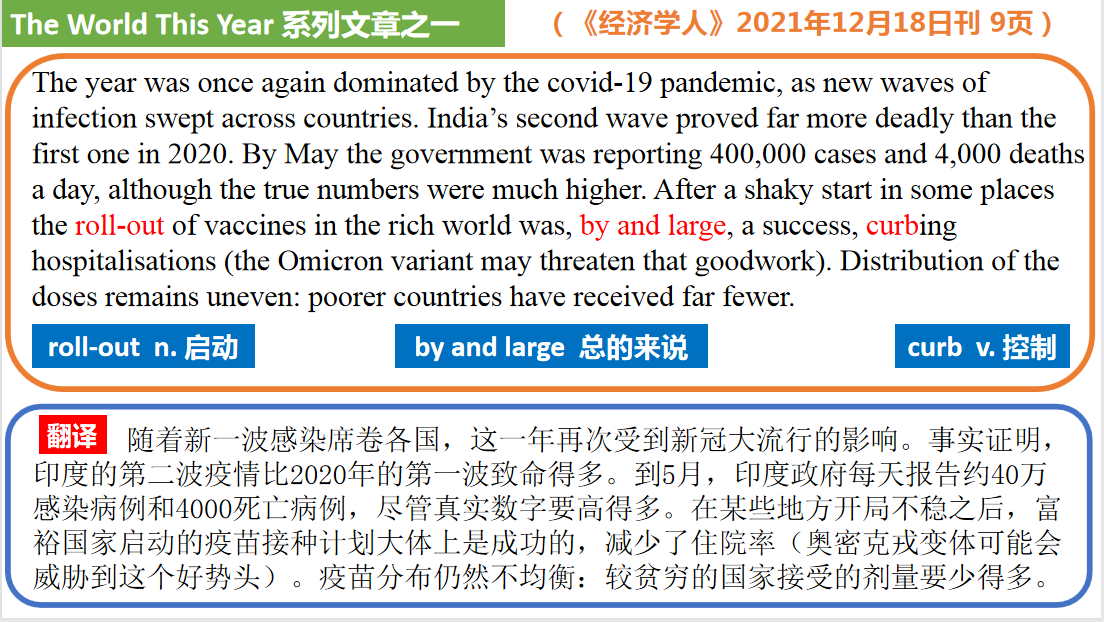 The World This Year 系列文章之一
（《经济学人》2021年12月18日刊 9页）
The year was once again dominated by the covid-19 pandemic, as new waves of
infection swept across countries. India’s second wave proved far more deadly than the
first one in 2020. By May the government was reporting 400,000 cases and 4,000 deaths
a day, although the true numbers were much higher. After a shaky start in some places
the roll-out of vaccines in the rich world was, by and large, a success, curbing
hospitalisations (the Omicron variant may threaten that goodwork). Distribution of the
doses remains uneven: poorer countries have received far fewer.
roll-out n. 启动
by and large 总的来说
curb v. 控制
翻译 随着新一波感染席卷各国，这一年再次受到新冠大流行的影响。事实证明，
印度的第二波疫情比2020年的第一波致命得多。到5月，印度政府每天报告约40万
感染病例和4000死亡病例，尽管真实数字要高得多。在某些地方开局不稳之后，富
裕国家启动的疫苗接种计划大体上是成功的，减少了住院率（奥密克戎变体可能会
威胁到这个好势头）。疫苗分布仍然不均衡：较贫穷的国家接受的剂量要少得多。